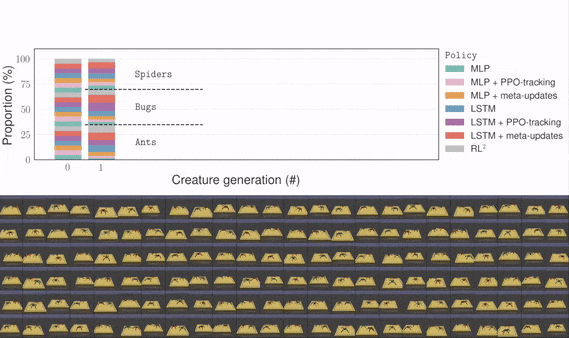 Policy
MLP
MLP + PPO-tracking
MLP + meta-updates
LSTM
LSTM + PPO-tracking
LSTM + meta-updates
RL²
Proportion (%)
100
75
50
25
0
Spiders
Bugs
Ants
0 1
Creature generation (#)